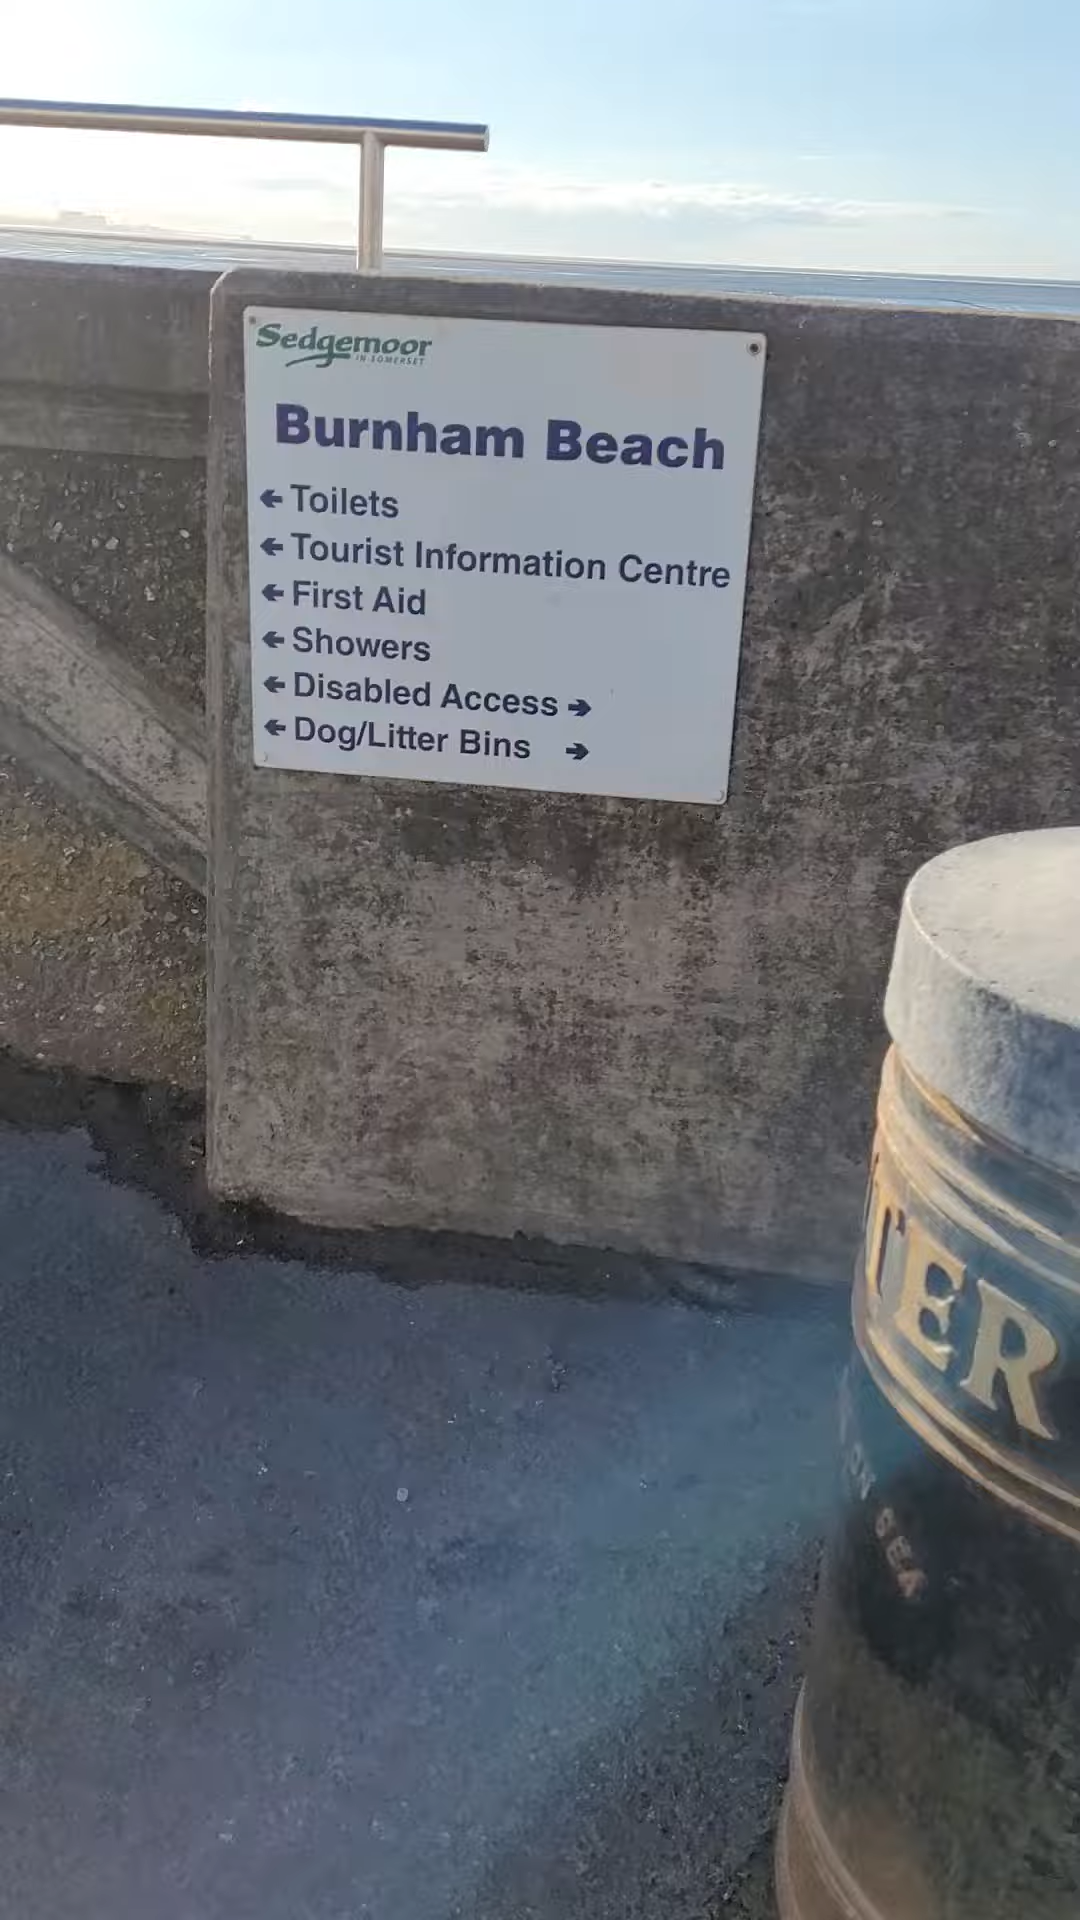 Sedgemoor
IN SOMERSET
Burnham Beach
← Toilets
← Tourist Information Centre
← First Aid
← Showers
← Disabled Access →
← Dog/Litter Bins →
TER
ON SEA